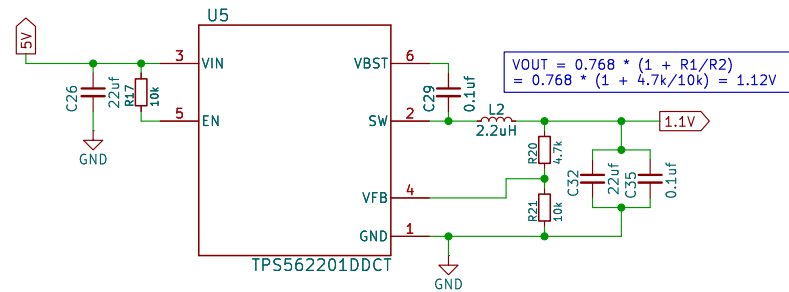 U5
5V
3
VIN
VBST
6
VOUT = 0.768 * (1 + R1/R2)
= 0.768 * (1 + 4.7k/10k) = 1.12V
C26
22uf
R17
10k
C29
0.1uf
5
EN
SW
2
L2
2.2uH
1.1V
R20
4.7k
GND
C32
22uf
C35
0.1uf
VFB
4
R21
10k
GND
1
TPS562201DDCT
GND